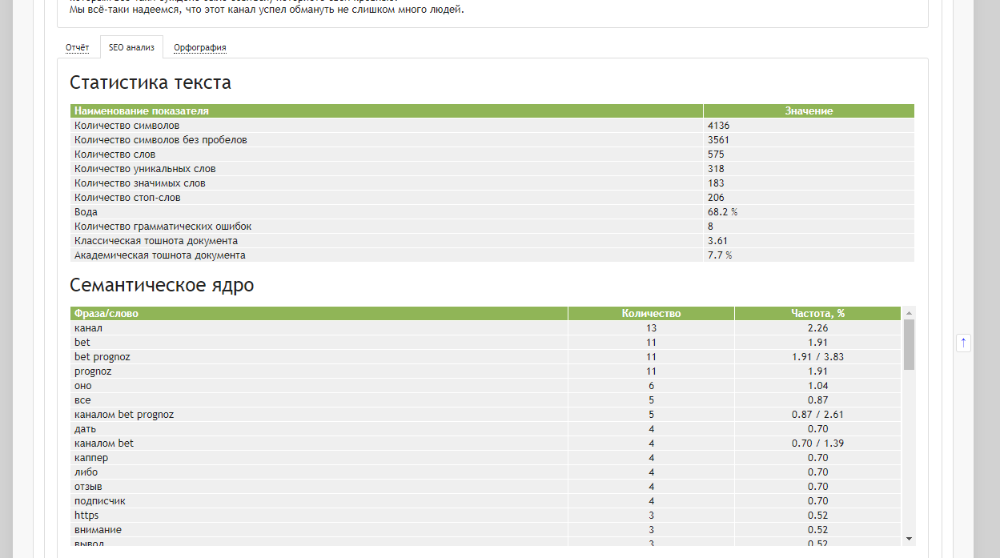 Мы всё-таки надеемся, что этот канал успел обмануть не слишком много людей.
Отчёт SEO анализ Орфография
Статистика текста
Наименование показателя Значение
Количество символов 4136
Количество символов без пробелов 3561
Количество слов 575
Количество уникальных слов 318
Количество значимых слов 183
Количество стоп-слов 206
Вода 68.2 %
Количество грамматических ошибок 8
Классическая тошнота документа 3.61
Академическая тошнота документа 7.7 %
Семантическое ядро
Фраза/слово Количество Частота, %
канал 13 2.26
bet 11 1.91
bet prognoz 11 1.91 / 3.83
prognoz 11 1.91
оно 6 1.04
все 5 0.87
каналом bet prognoz 5 0.87 / 2.61
дать 4 0.70
каналом bet 4 0.70 / 1.39
каппер 4 0.70
либо 4 0.70
отзыв 4 0.70
подписчик 4 0.70
https 3 0.52
внимание 3 0.52
вывод 3 0.52